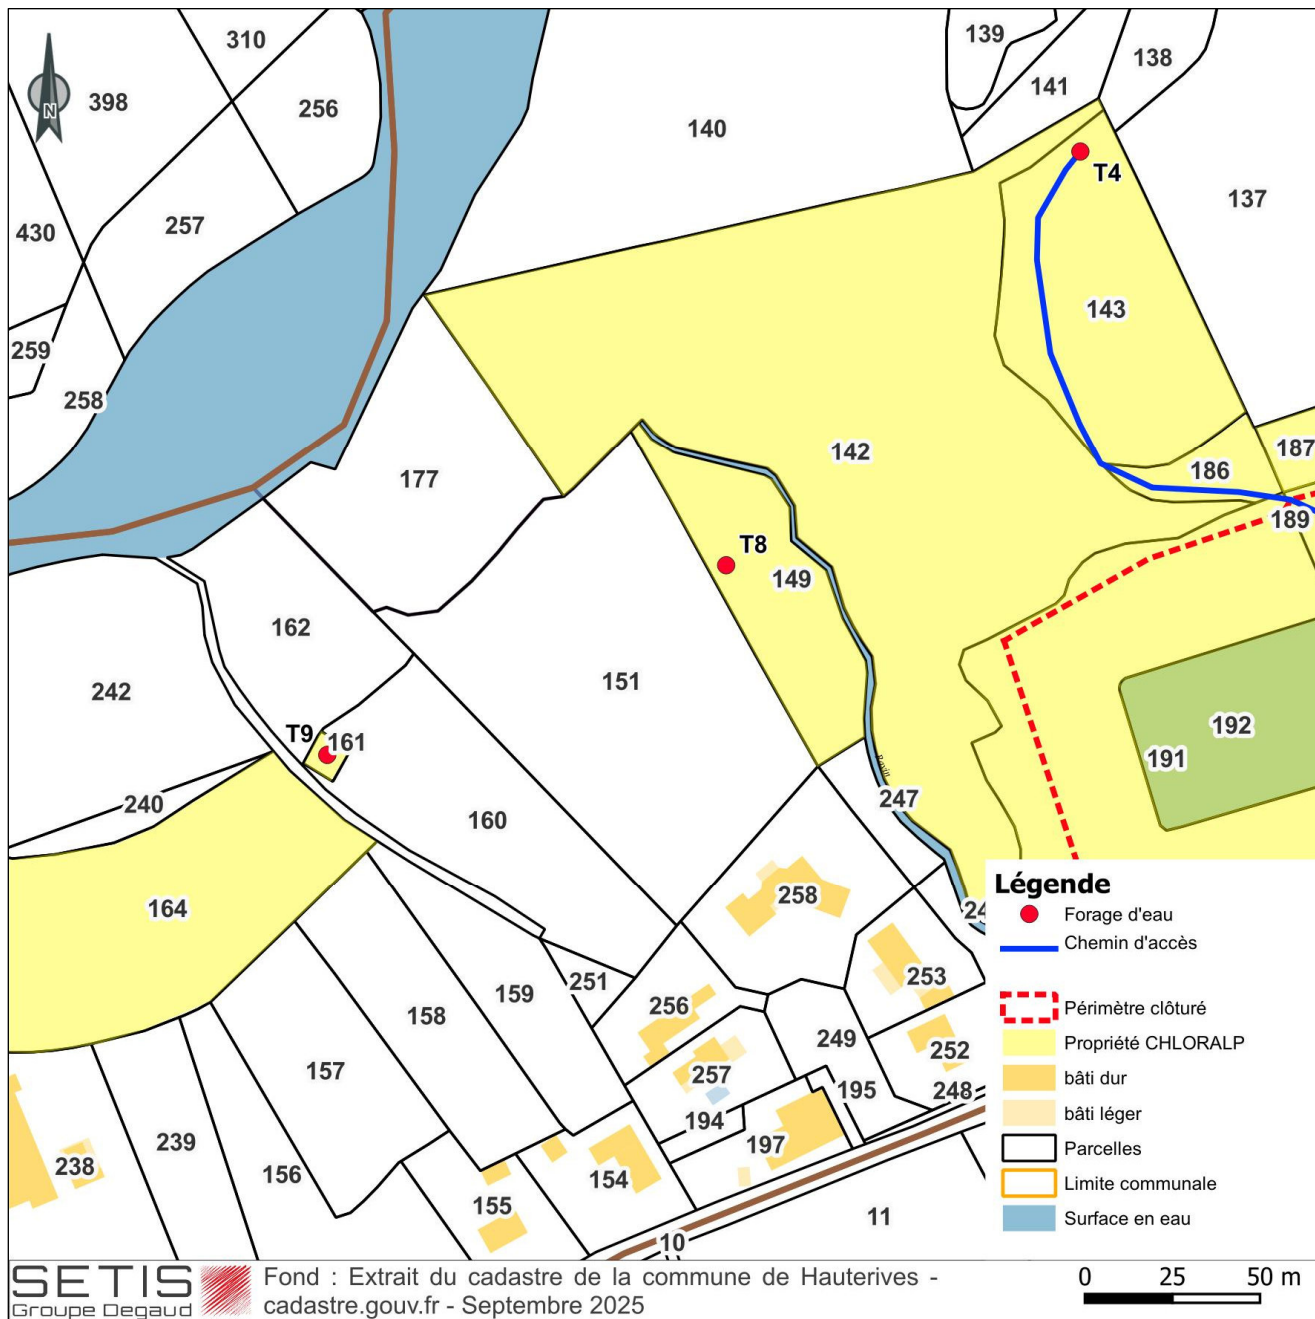 310
139
138
141
398
256
140
N
T4
137
430
257
143
259
258
177
142
186
187
189
T8
149
162
151
242
192
T9
161
191
240
247
160
Ravin
258
164
Légende
Forage d'eau
24
Chemin d'accès
253
251
159
256
158
Périmètre clôturé
249
Propriété CHLORALP
252
157
257
bâti dur
195
248
bâti léger
194
239
197
Parcelles
238
156
154
Limite communale
155
11
Surface en eau
10
SETIS
Groupe Degaud
Fond : Extrait du cadastre de la commune de Hauterives -
cadastre.gouv.fr - Septembre 2025
0 25 50 m